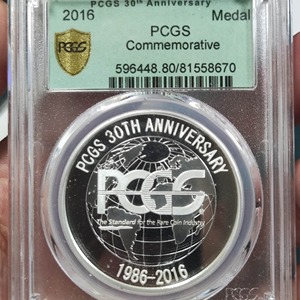 PCGS 30th Anniversary
2016 Medal
PCGS
PCGS
Commemorative
596448.80/81558670
PCGS 30TH ANNIVERSARY
PCGS
The Standard for the Rare Coin Industry
1986-2016